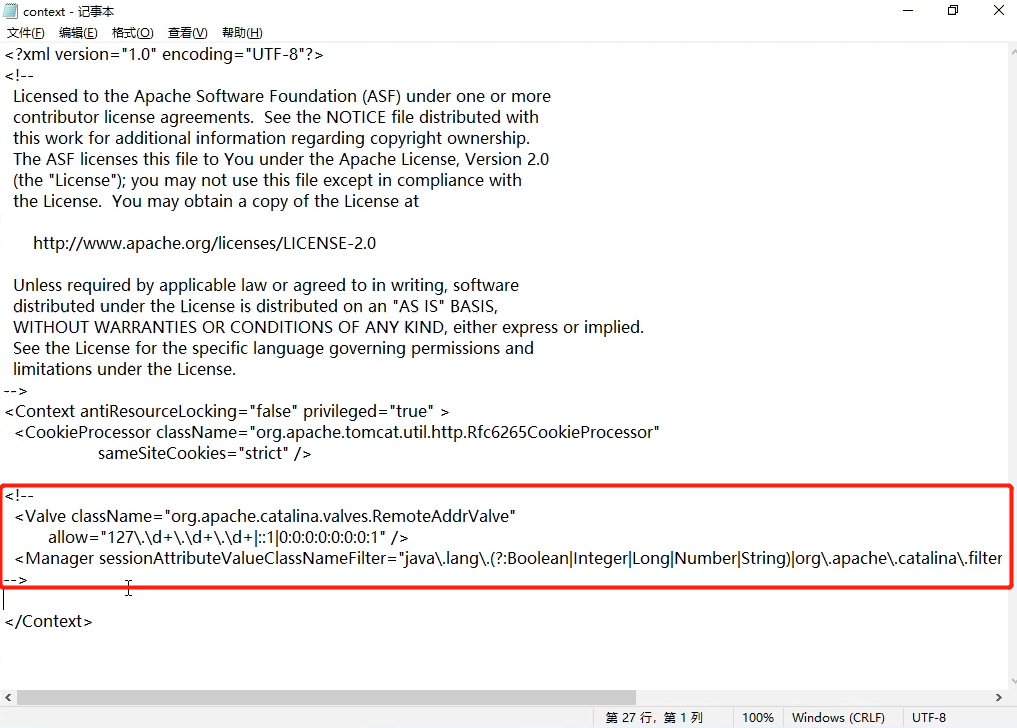 context - 记事本
文件(F) 编辑(E) 格式(O) 查看(V) 帮助(H)
<?xml version="1.0" encoding="UTF-8"?>
<!--
  Licensed to the Apache Software Foundation (ASF) under one or more
  contributor license agreements.  See the NOTICE file distributed with
  this work for additional information regarding copyright ownership.
  The ASF licenses this file to You under the Apache License, Version 2.0
  (the "License"); you may not use this file except in compliance with
  the License.  You may obtain a copy of the License at
      http://www.apache.org/licenses/LICENSE-2.0
  Unless required by applicable law or agreed to in writing, software
  distributed under the License is distributed on an "AS IS" BASIS,
  WITHOUT WARRANTIES OR CONDITIONS OF ANY KIND, either express or implied.
  See the License for the specific language governing permissions and
  limitations under the License.
-->
<Context antiResourceLocking="false" privileged="true" >
  <CookieProcessor className="org.apache.tomcat.util.http.Rfc6265CookieProcessor"
                   sameSiteCookies="strict" />
<!--
  <Valve className="org.apache.catalina.valves.RemoteAddrValve"
         allow="127\.\d+\.\d+\.\d+|::1|0:0:0:0:0:0:0:1" />
  <Manager sessionAttributeValueClassNameFilter="java\.lang\.(?:Boolean|Integer|Long|Number|String)|org\.apache\.catalina\.filter
-->
</Context>
第 27 行，第 1 列 100% Windows (CRLF) UTF-8